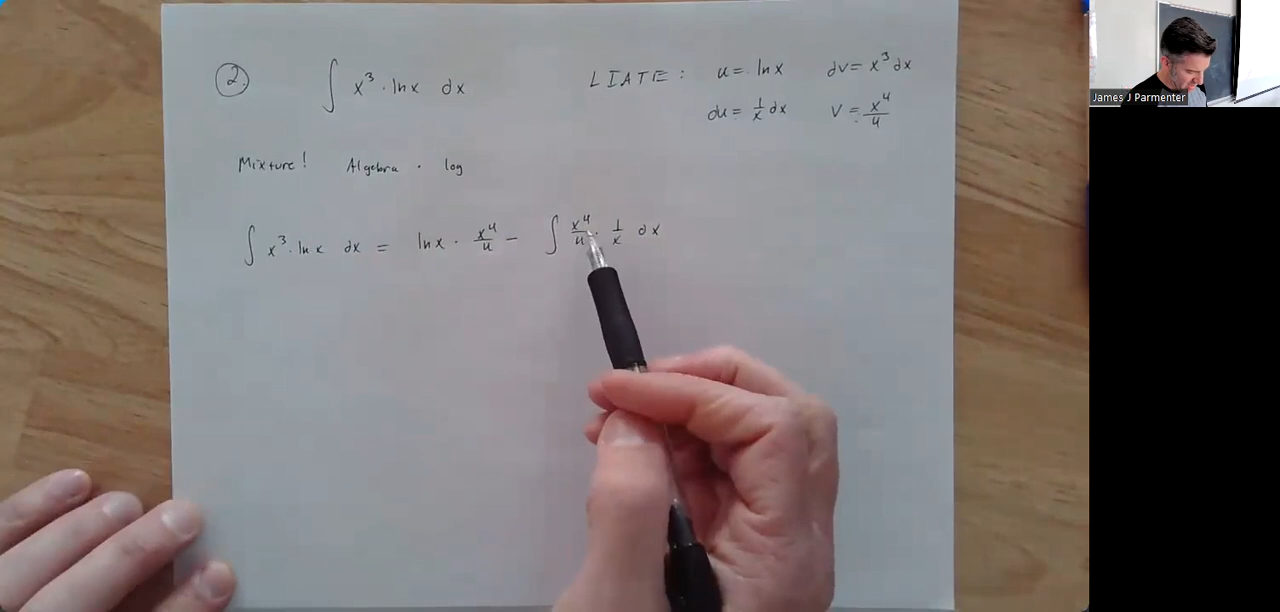 2. ∫ x³ · ln x dx LIATE: u = ln x dv = x³ dx
du = 1/x dx v = x⁴/4
Mixture! Algebra · log
∫ x³ · ln x dx = ln x · x⁴/4 - ∫ x⁴/4 · 1/x dx
James J Parmenter